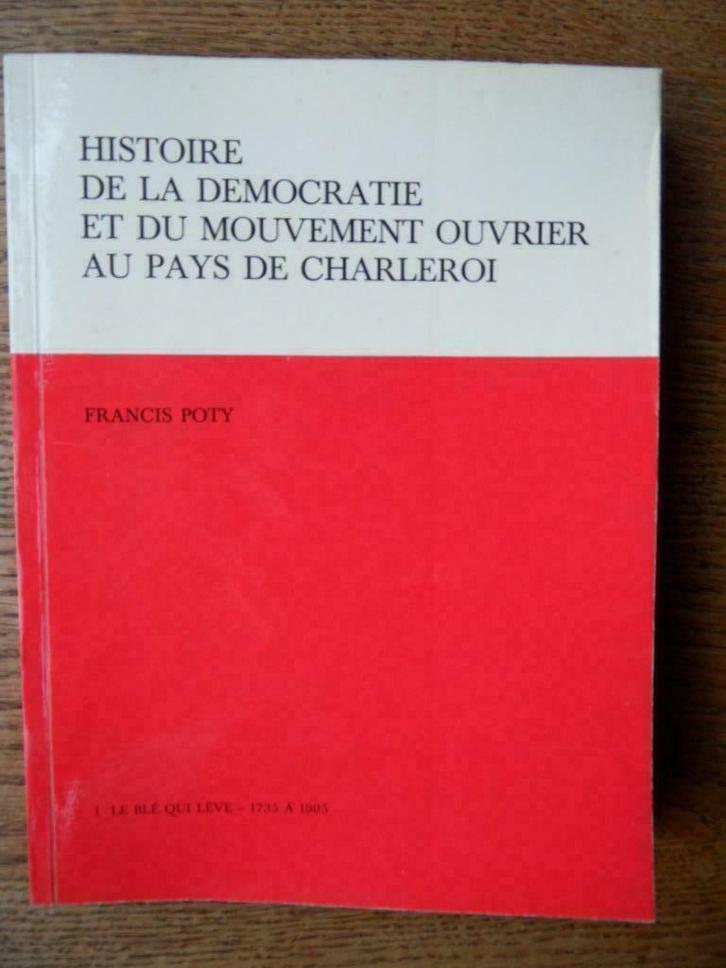 HISTOIRE
DE LA DEMOCRATIE
ET DU MOUVEMENT OUVRIER
AU PAYS DE CHARLEROI
FRANCIS POTY
1 LE BLÉ QUI LÈVE - 1735 À 1905